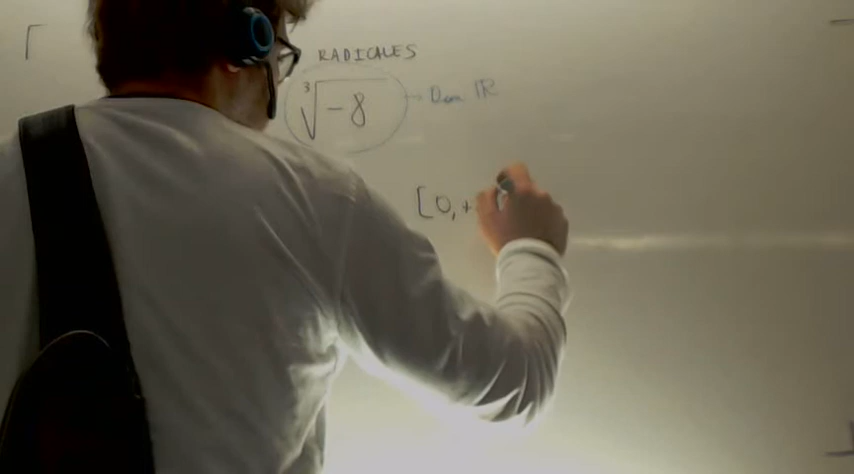 RADICALES
∛-8 → Dom ℝ
[0, +